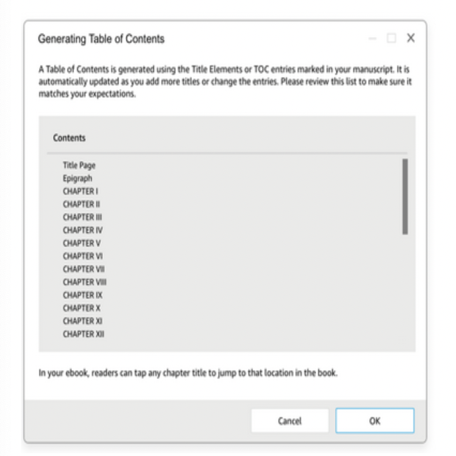 Generating Table of Contents
A Table of Contents is generated using the Title Elements or TOC entries marked in your manuscript. It is
automatically updated as you add more titles or change the entries. Please review this list to make sure it
matches your expectations.
Contents
Title Page
Epigraph
CHAPTER I
CHAPTER II
CHAPTER III
CHAPTER IV
CHAPTER V
CHAPTER VI
CHAPTER VII
CHAPTER VIII
CHAPTER IX
CHAPTER X
CHAPTER XI
CHAPTER XII
In your ebook, readers can tap any chapter title to jump to that location in the book.
Cancel
OK